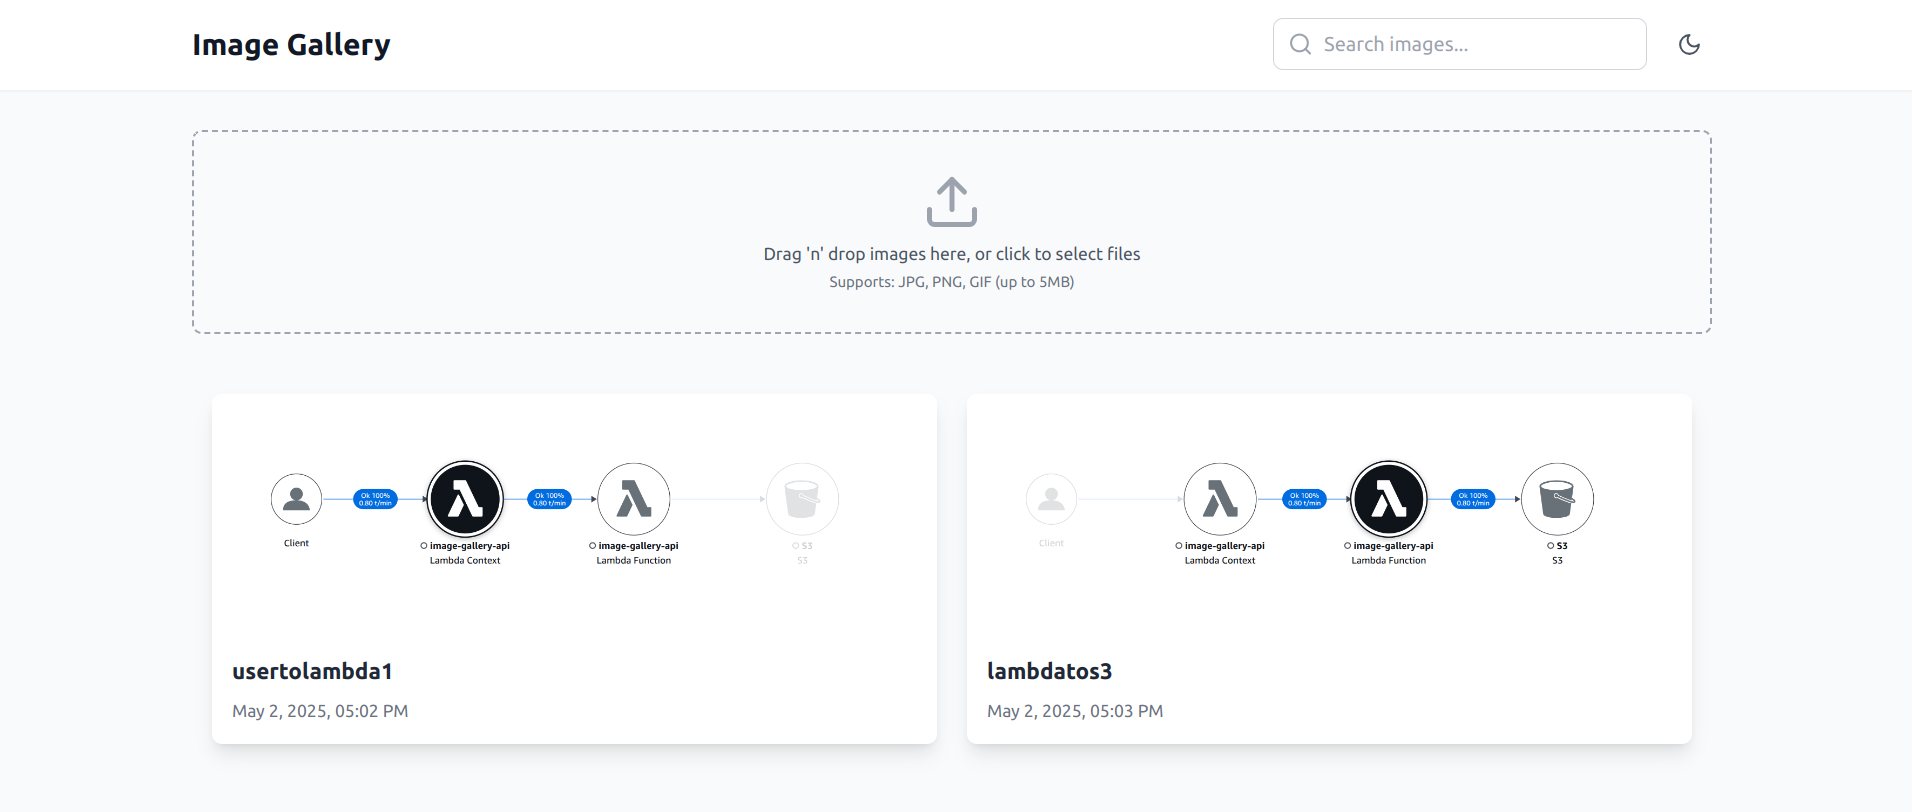 Image Gallery
Search images...
Drag 'n' drop images here, or click to select files
Supports: JPG, PNG, GIF (up to 5MB)
Ok 100%
0.80 t/min
Ok 100%
0.80 t/min
Client
image-gallery-api
Lambda Context
image-gallery-api
Lambda Function
S3
S3
usertolambda1
May 2, 2025, 05:02 PM
Ok 100%
0.80 t/min
Ok 100%
0.80 t/min
Client
image-gallery-api
Lambda Context
image-gallery-api
Lambda Function
S3
S3
lambdatos3
May 2, 2025, 05:03 PM